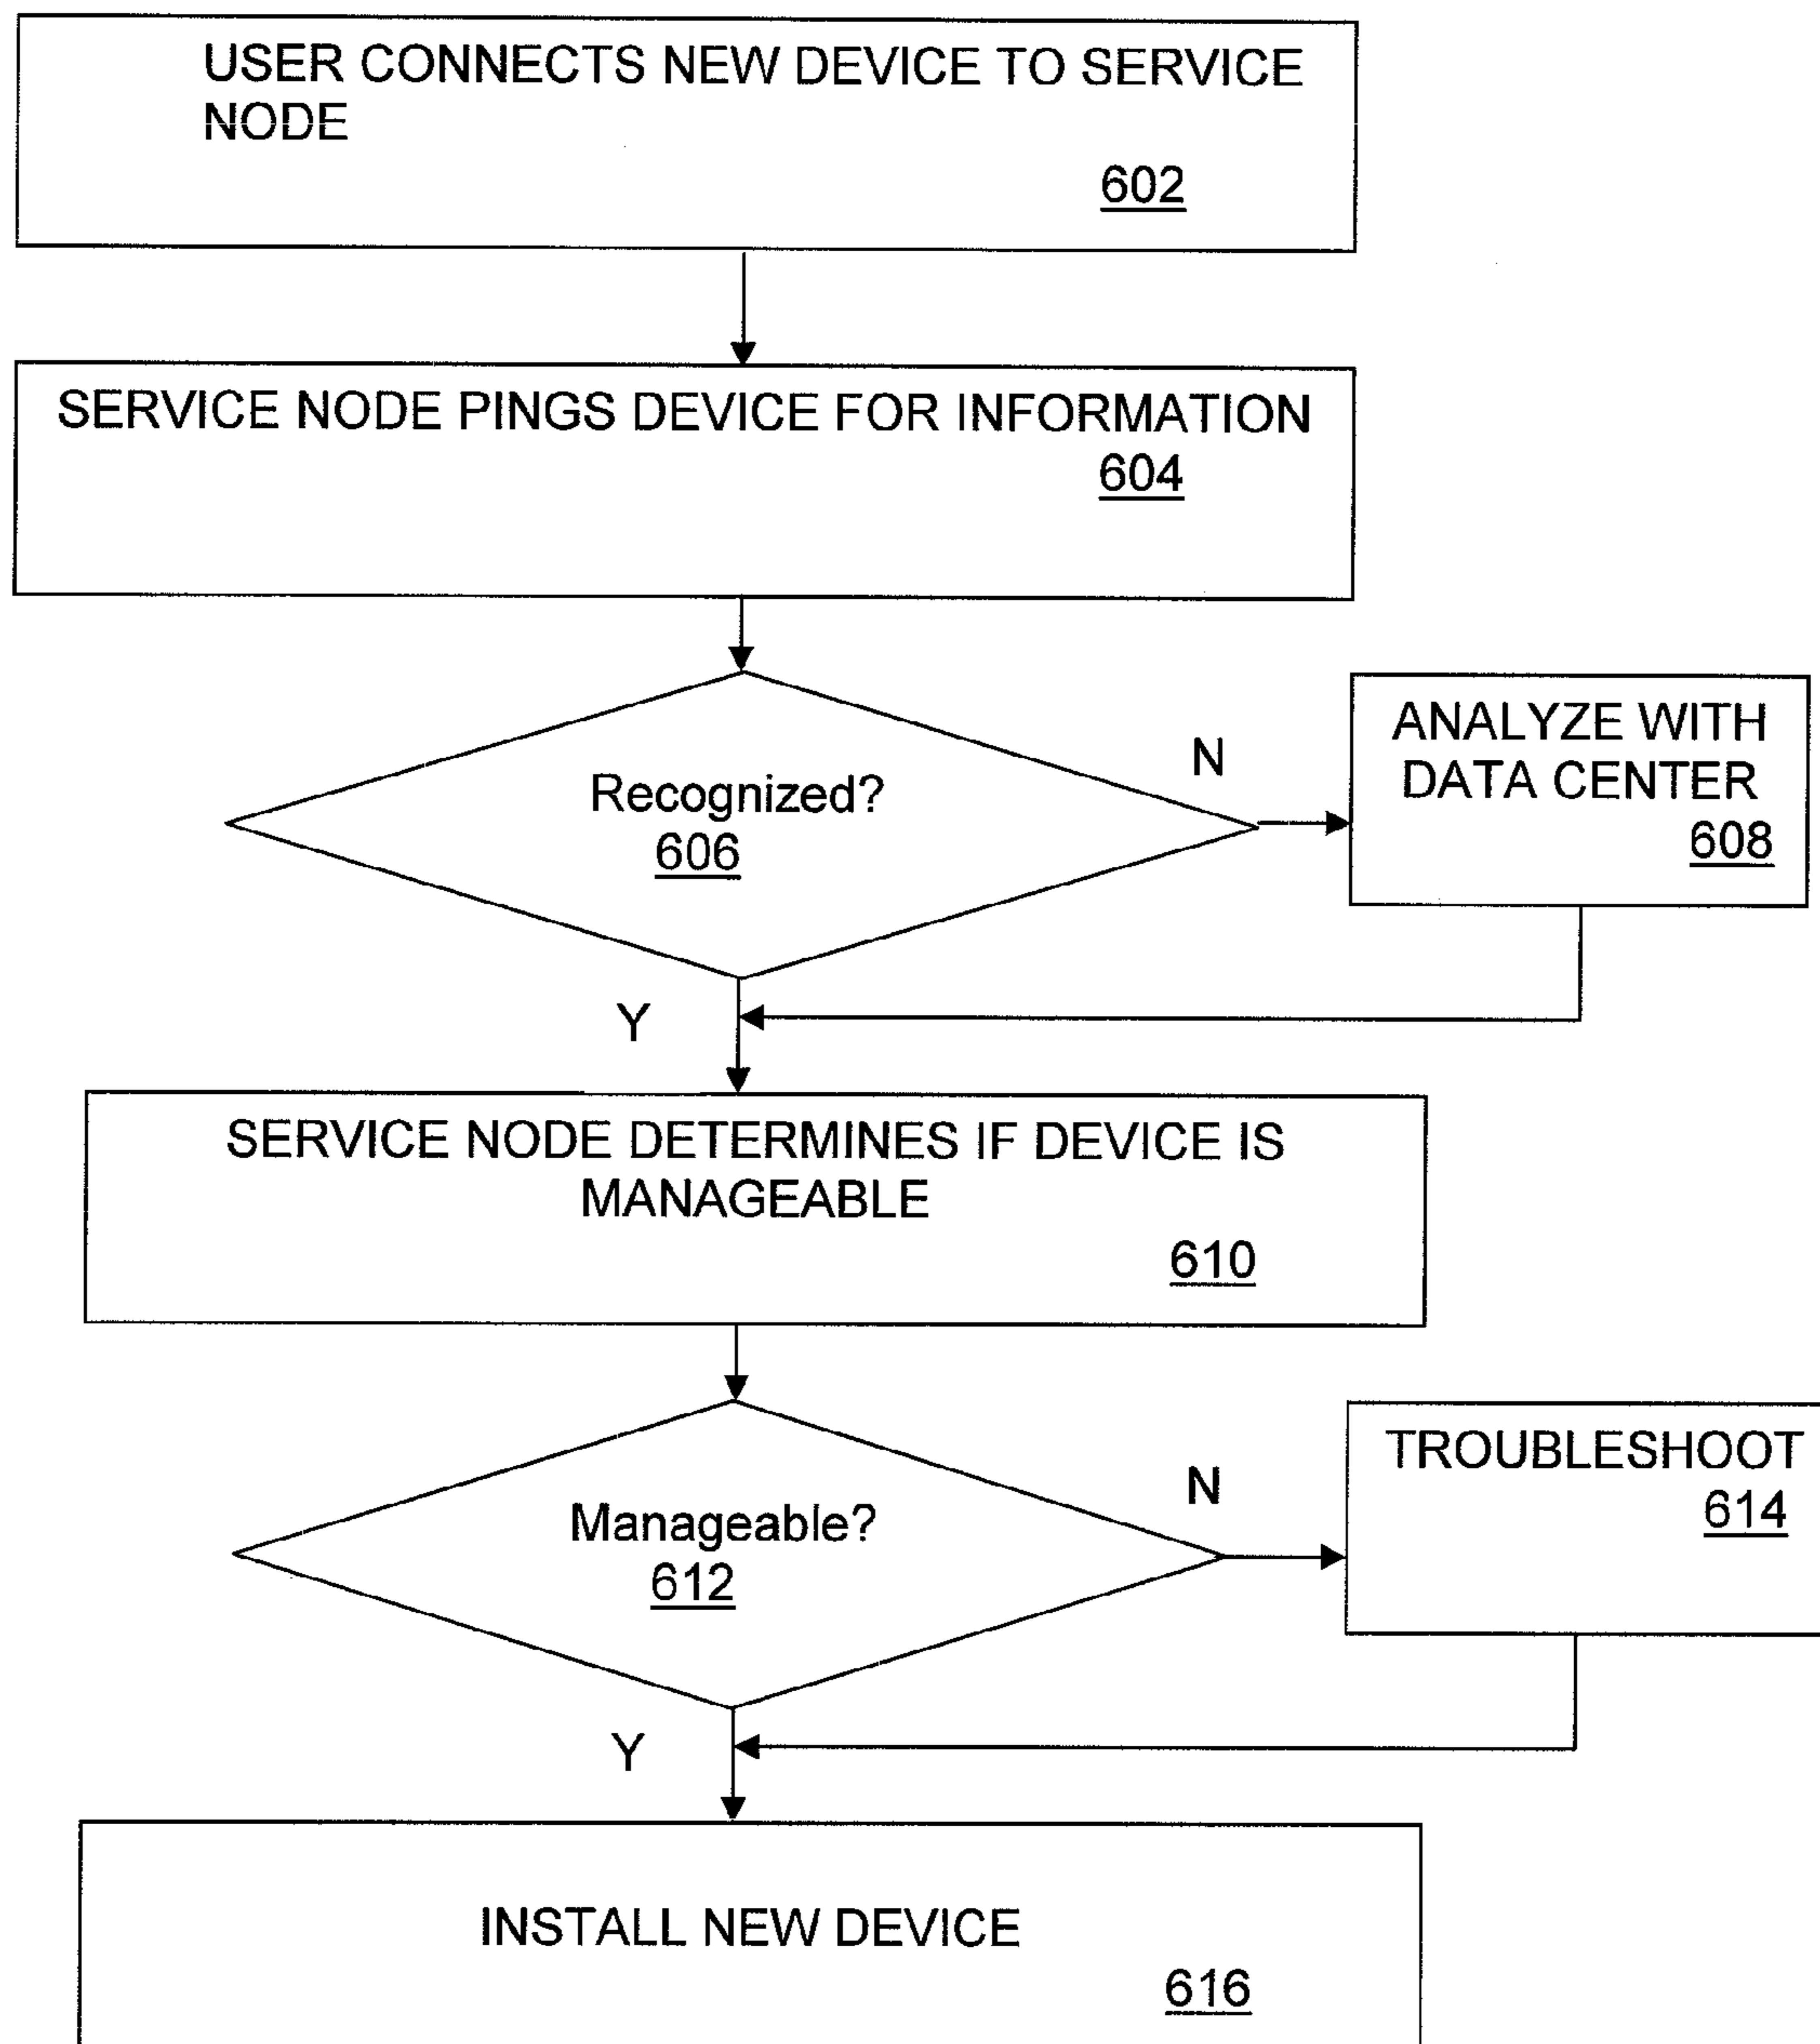 USER CONNECTS NEW DEVICE TO SERVICE
NODE
602
SERVICE NODE PINGS DEVICE FOR INFORMATION
604
Recognized?
606
N
ANALYZE WITH
DATA CENTER
608
Y
SERVICE NODE DETERMINES IF DEVICE IS
MANAGEABLE
610
Manageable?
612
N
TROUBLESHOOT
614
Y
INSTALL NEW DEVICE
616